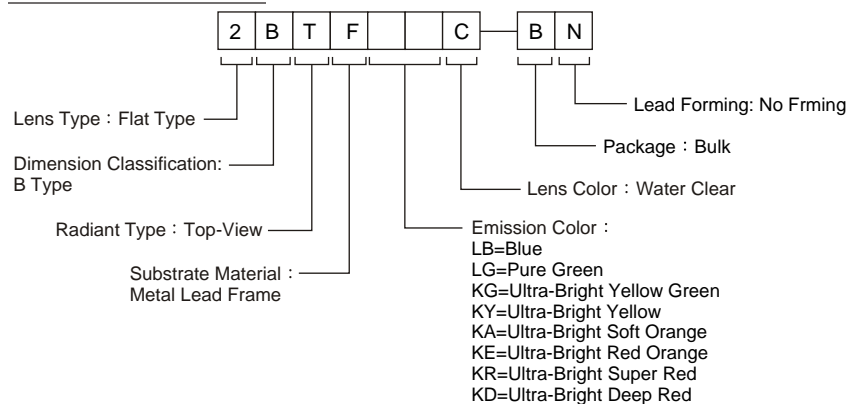 2 B T F C B N
Lead Forming: No Frming
Lens Type：Flat Type
Package：Bulk
Dimension Classification:
B Type
Lens Color：Water Clear
Radiant Type：Top-View
Emission Color：
LB=Blue
LG=Pure Green
Substrate Material：
Metal Lead Frame
KG=Ultra-Bright Yellow Green
KY=Ultra-Bright Yellow
KA=Ultra-Bright Soft Orange
KE=Ultra-Bright Red Orange
KR=Ultra-Bright Super Red
KD=Ultra-Bright Deep Red